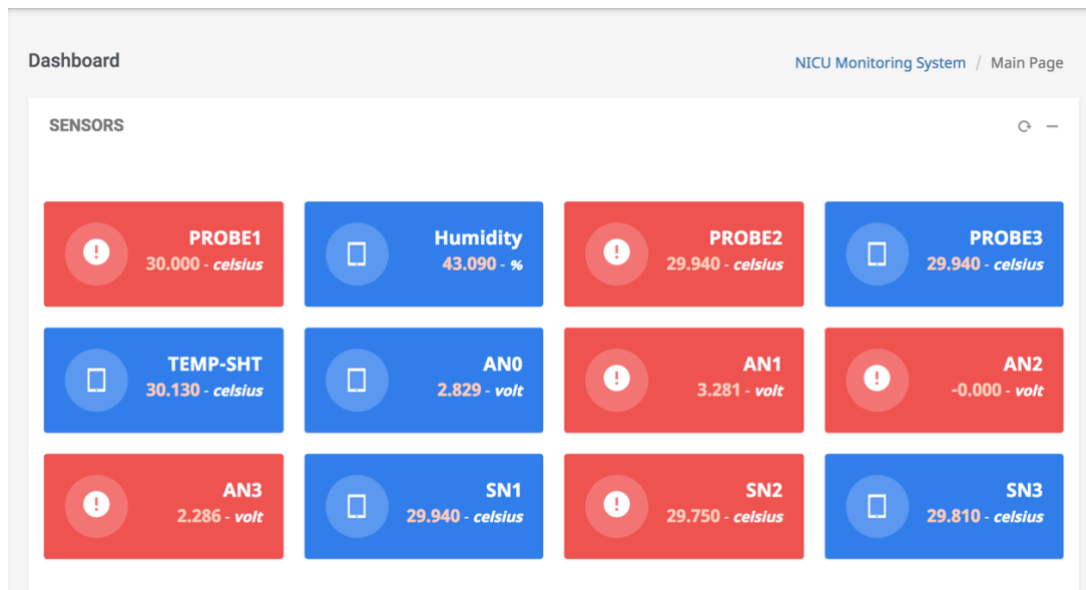 Dashboard
NICU Monitoring System / Main Page
SENSORS
PROBE1
30.000 - celsius
Humidity
43.090 - %
PROBE2
29.940 - celsius
PROBE3
29.940 - celsius
TEMP-SHT
30.130 - celsius
AN0
2.829 - volt
AN1
3.281 - volt
AN2
-0.000 - volt
AN3
2.286 - volt
SN1
29.940 - celsius
SN2
29.750 - celsius
SN3
29.810 - celsius